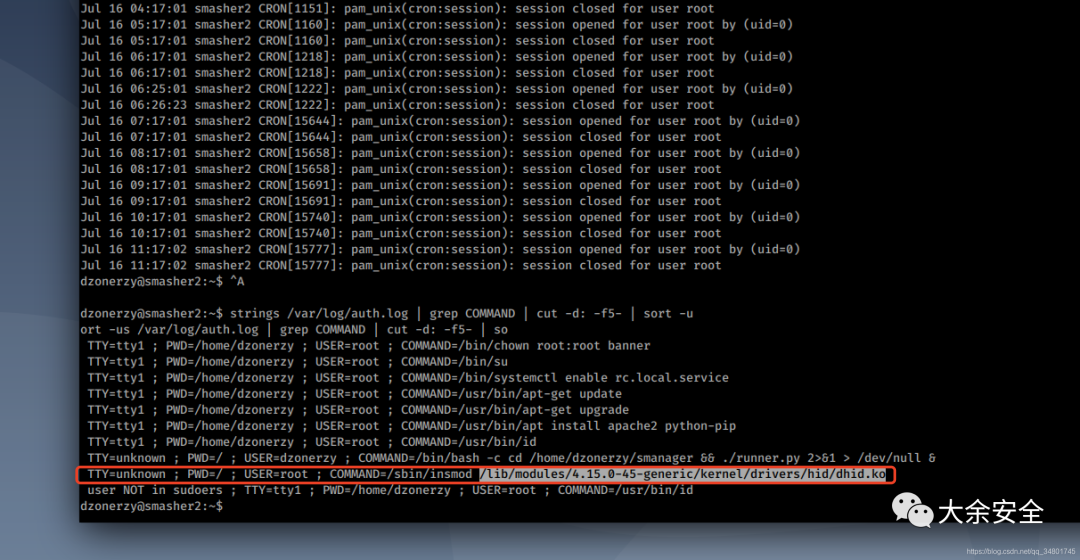 Jul 16 04:17:01 smasher2 CRON[1151]: pam_unix(cron:session): session closed for user root
Jul 16 05:17:01 smasher2 CRON[1160]: pam_unix(cron:session): session opened for user root by (uid=0)
Jul 16 05:17:01 smasher2 CRON[1160]: pam_unix(cron:session): session closed for user root
Jul 16 06:17:01 smasher2 CRON[1218]: pam_unix(cron:session): session opened for user root by (uid=0)
Jul 16 06:17:01 smasher2 CRON[1218]: pam_unix(cron:session): session closed for user root
Jul 16 06:25:01 smasher2 CRON[1222]: pam_unix(cron:session): session opened for user root by (uid=0)
Jul 16 06:26:23 smasher2 CRON[1222]: pam_unix(cron:session): session closed for user root
Jul 16 07:17:01 smasher2 CRON[15644]: pam_unix(cron:session): session opened for user root by (uid=0)
Jul 16 07:17:01 smasher2 CRON[15644]: pam_unix(cron:session): session closed for user root
Jul 16 08:17:01 smasher2 CRON[15658]: pam_unix(cron:session): session opened for user root by (uid=0)
Jul 16 08:17:01 smasher2 CRON[15658]: pam_unix(cron:session): session closed for user root
Jul 16 09:17:01 smasher2 CRON[15691]: pam_unix(cron:session): session opened for user root by (uid=0)
Jul 16 09:17:01 smasher2 CRON[15691]: pam_unix(cron:session): session closed for user root
Jul 16 10:17:01 smasher2 CRON[15740]: pam_unix(cron:session): session opened for user root by (uid=0)
Jul 16 10:17:01 smasher2 CRON[15740]: pam_unix(cron:session): session closed for user root
Jul 16 11:17:02 smasher2 CRON[15777]: pam_unix(cron:session): session opened for user root by (uid=0)
Jul 16 11:17:02 smasher2 CRON[15777]: pam_unix(cron:session): session closed for user root
dzonerzy@smasher2:~$ ^A
dzonerzy@smasher2:~$ strings /var/log/auth.log | grep COMMAND | cut -d: -f5- | sort -u
ort -us /var/log/auth.log | grep COMMAND | cut -d: -f5- | so
TTY=tty1 ; PWD=/home/dzonerzy ; USER=root ; COMMAND=/bin/chown root:root banner
TTY=tty1 ; PWD=/home/dzonerzy ; USER=root ; COMMAND=/bin/su
TTY=tty1 ; PWD=/home/dzonerzy ; USER=root ; COMMAND=/bin/systemctl enable rc.local.service
TTY=tty1 ; PWD=/home/dzonerzy ; USER=root ; COMMAND=/usr/bin/apt-get update
TTY=tty1 ; PWD=/home/dzonerzy ; USER=root ; COMMAND=/usr/bin/apt-get upgrade
TTY=tty1 ; PWD=/home/dzonerzy ; USER=root ; COMMAND=/usr/bin/apt install apache2 python-pip
TTY=tty1 ; PWD=/home/dzonerzy ; USER=root ; COMMAND=/usr/bin/id
TTY=unknown ; PWD=/ ; USER=dzonerzy ; COMMAND=/bin/bash -c cd /home/dzonerzy/smanager && ./runner.py 2>&1 > /dev/null &
TTY=unknown ; PWD=/ ; USER=root ; COMMAND=/sbin/insmod /lib/modules/4.15.0-45-generic/kernel/drivers/hid/dhid.ko
user NOT in sudoers ; TTY=tty1 ; PWD=/home/dzonerzy ; USER=root ; COMMAND=/usr/bin/id
dzonerzy@smasher2:~$
大余安全
https://blog.csdn.net/qq_34801745